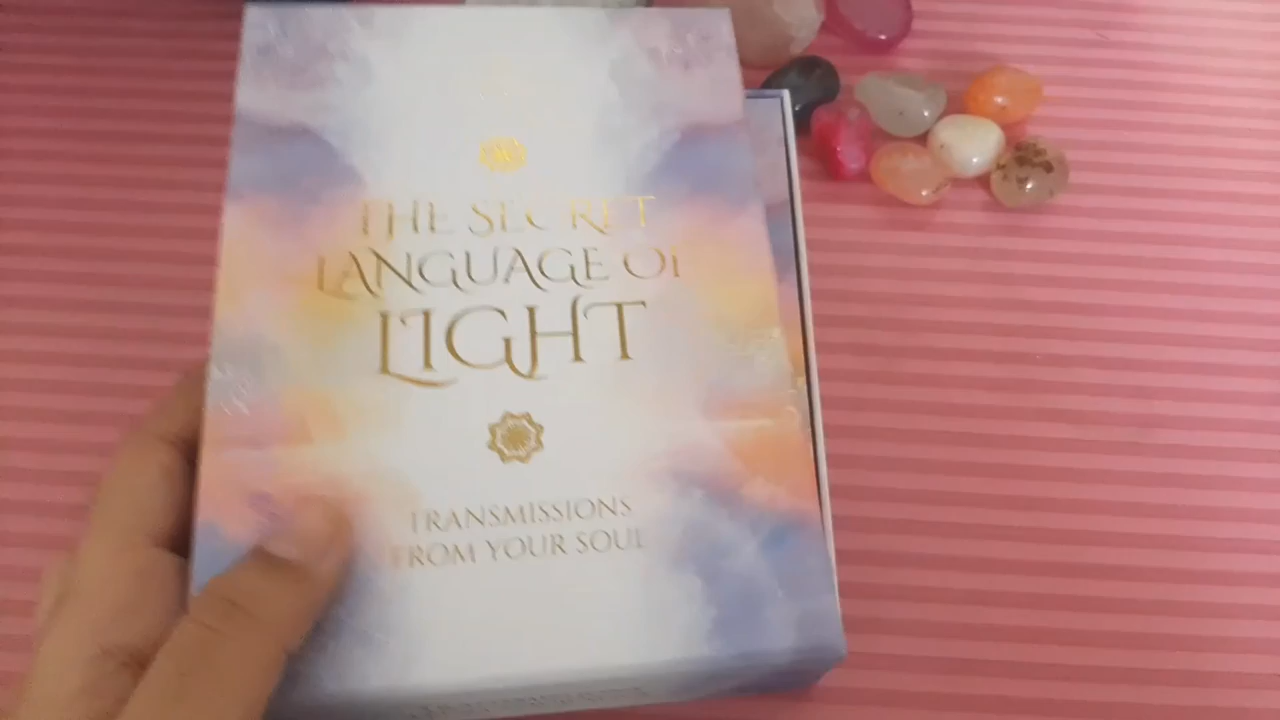 THE SECRET
LANGUAGE OF
LIGHT
TRANSMISSIONS
FROM YOUR SOUL